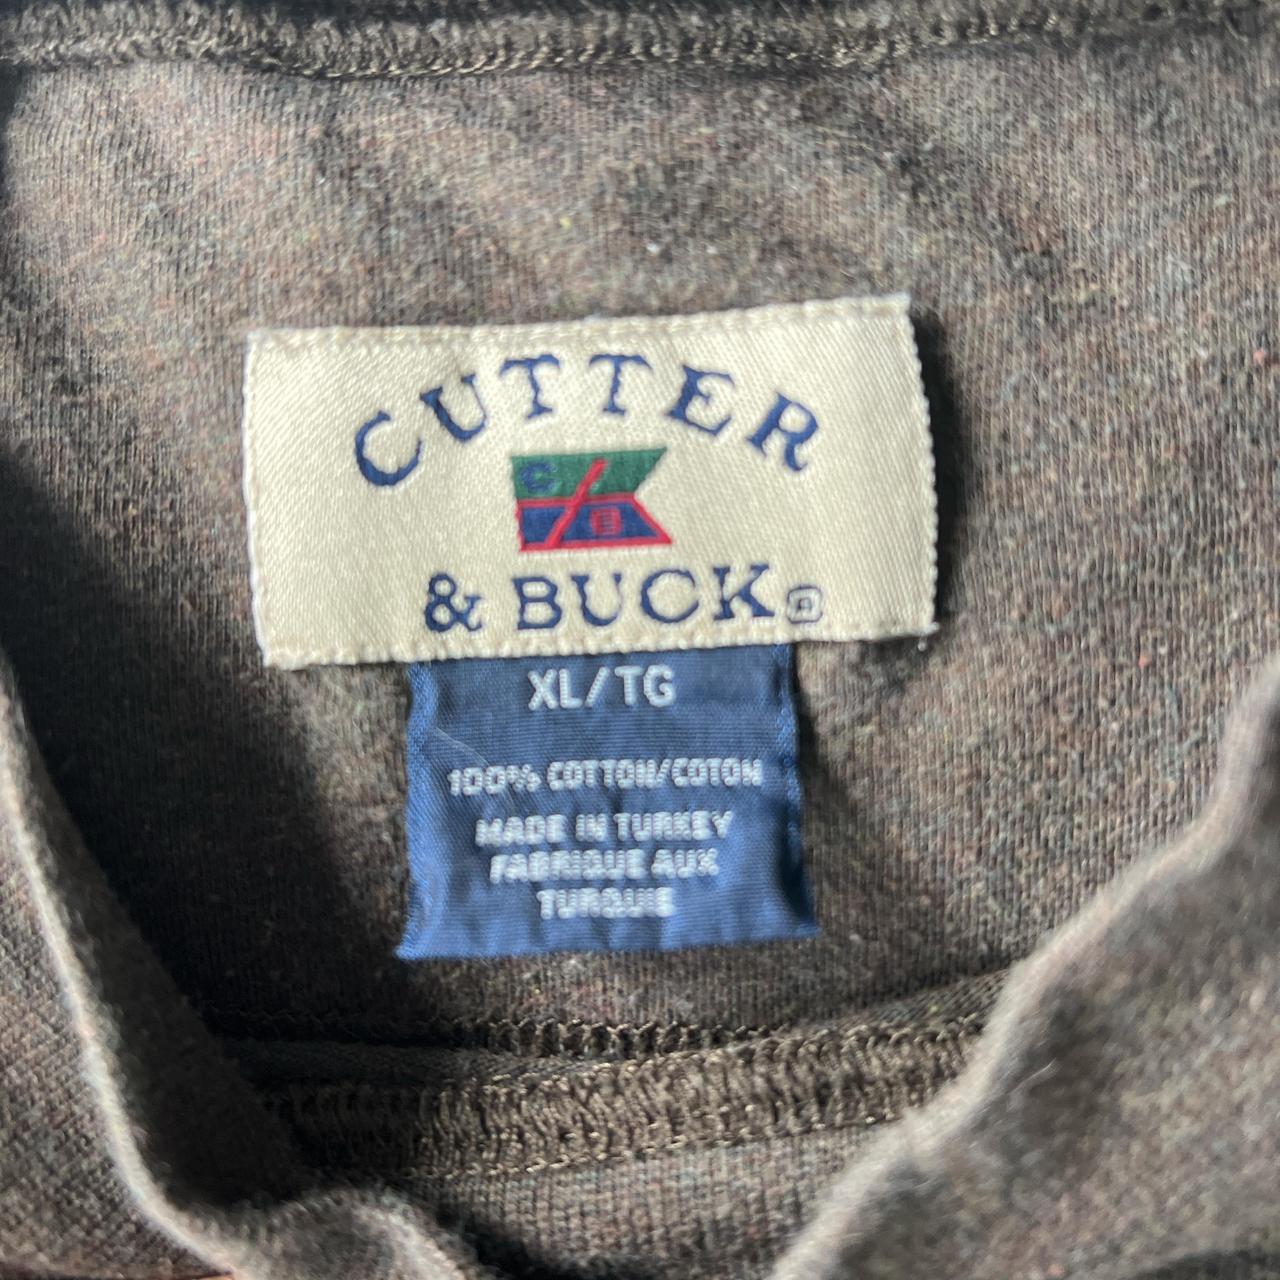 CUTTER
C
B
& BUCK®
XL/TG
100% COTTON/COTON
MADE IN TURKEY
FABRIQUE AUX
TURQUIE